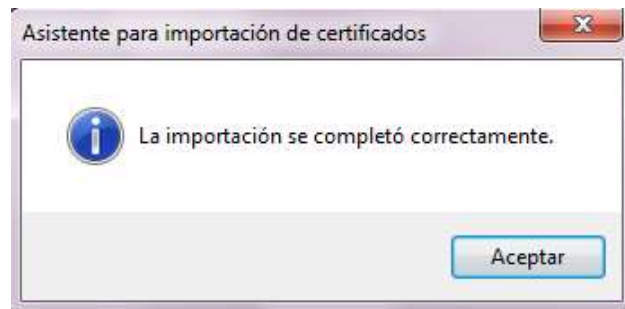 Asistente para importación de certificados
La importación se completó correctamente.
Aceptar